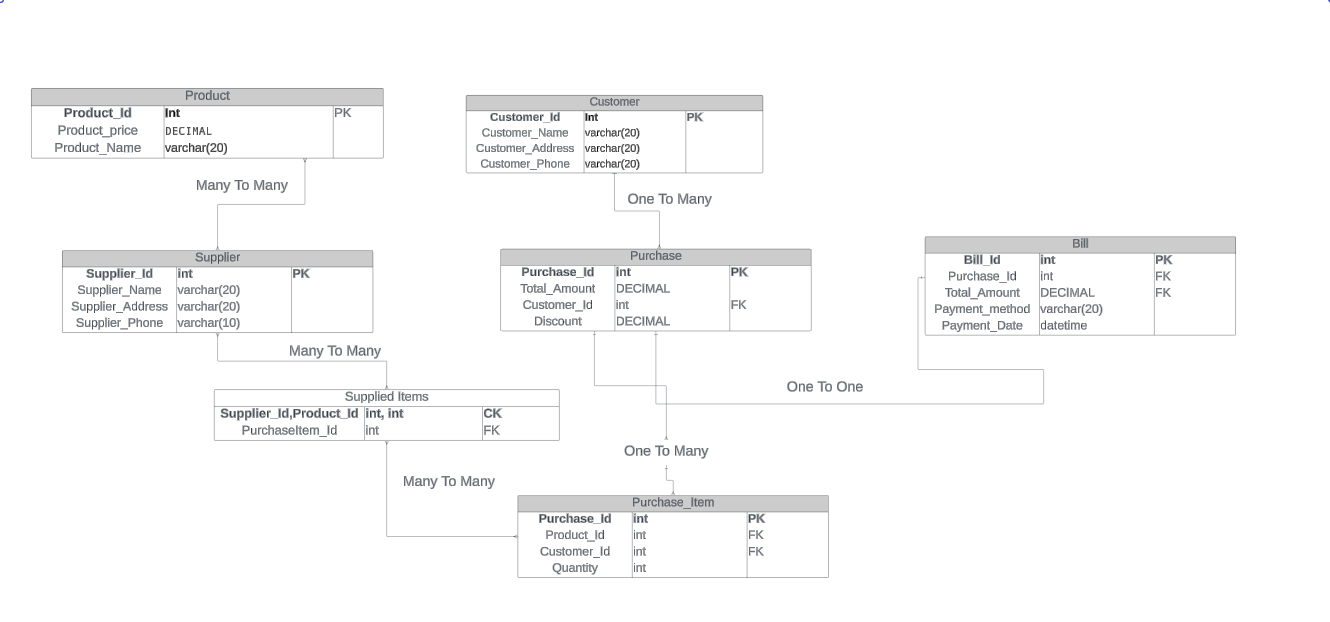 Product
Product_Id Int PK
Product_price DECIMAL
Product_Name varchar(20)
Many To Many
Customer
Customer_Id Int PK
Customer_Name varchar(20)
Customer_Address varchar(20)
Customer_Phone varchar(20)
One To Many
Supplier
Supplier_Id int PK
Supplier_Name varchar(20)
Supplier_Address varchar(20)
Supplier_Phone varchar(10)
Many To Many
Purchase
Purchase_Id int PK
Total_Amount DECIMAL
Customer_Id int FK
Discount DECIMAL
Bill
Bill_Id int PK
Purchase_Id int FK
Total_Amount DECIMAL FK
Payment_method varchar(20)
Payment_Date datetime
One To One
Supplied Items
Supplier_Id,Product_Id int, int CK
PurchaseItem_Id int FK
Many To Many
One To Many
Purchase_Item
Purchase_Id int PK
Product_Id int FK
Customer_Id int FK
Quantity int